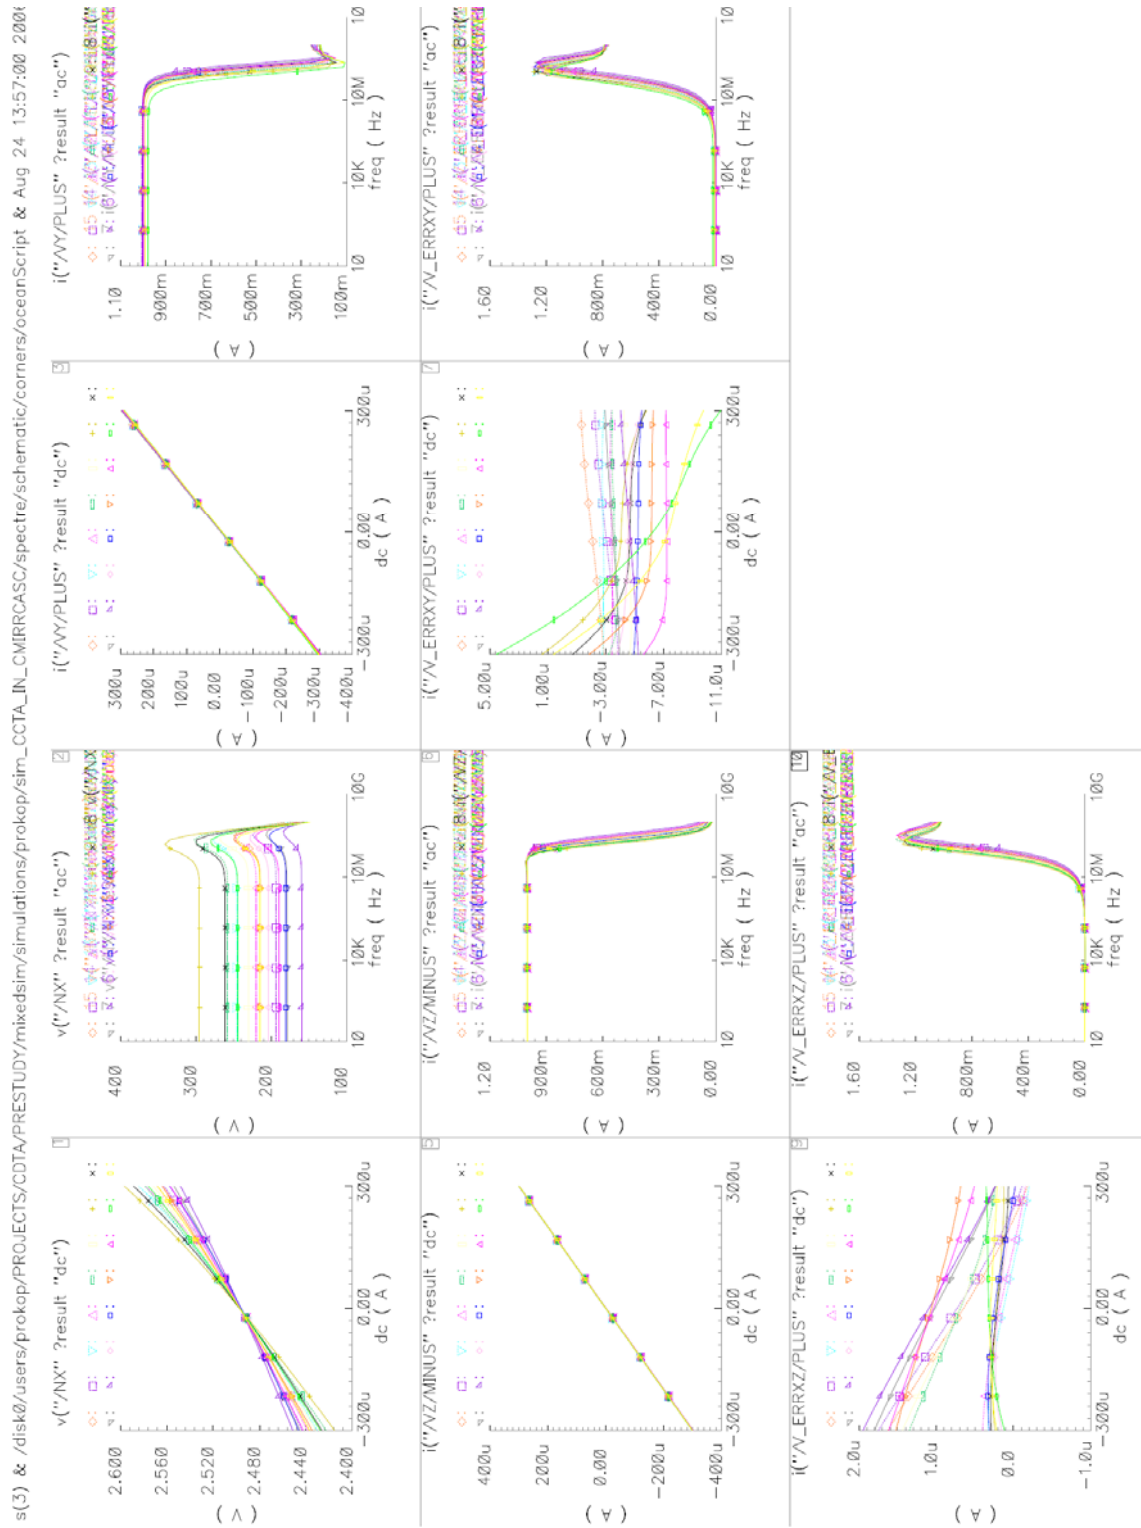 s(3) & /disk0/users/prokop/PROJECTS/CDTA/PRESTUDY/mixedsim/simulations/prokop/sim_CCTA_IN_CMIRRCASC/spectre/schematic/corners/oceanScript & Aug 24 13:57:00 200
v("/NX" ?result "dc")
1
2.600
2.560
2.520
2.480
2.440
2.400
( V )
-300u
0.00
300u
dc ( A )
v("/NX" ?result "ac")
2
400
300
200
100
( V )
10
10K
10M
10G
freq ( Hz )
i("/VY/PLUS" ?result "dc")
3
300u
200u
100u
0.00
-100u
-200u
-300u
-400u
( A )
-300u
0.00
300u
dc ( A )
i("/VY/PLUS" ?result "ac")
1.10
900m
700m
500m
300m
100m
( A )
10
10K
10M
10
freq ( Hz )
i("/VZ/MINUS" ?result "dc")
5
400u
200u
0.00
-200u
-400u
( A )
-300u
0.00
300u
dc ( A )
i("/VZ/MINUS" ?result "ac")
6
1.20
900m
600m
300m
0.00
( A )
10
10K
10M
10G
freq ( Hz )
i("/V_ERRXY/PLUS" ?result "dc")
7
5.00u
1.00u
-3.00u
-7.00u
-11.0u
( A )
-300u
0.00
300u
dc ( A )
i("/V_ERRXY/PLUS" ?result "ac")
1.60
1.20
800m
400m
0.00
( A )
10
10K
10M
10
freq ( Hz )
i("/V_ERRXZ/PLUS" ?result "dc")
9
2.0u
1.0u
0.0
-1.0u
( A )
-300u
0.00
300u
dc ( A )
i("/V_ERRXZ/PLUS" ?result "ac")
10
1.60
1.20
800m
400m
0.00
( A )
10
10K
10M
10G
freq ( Hz )